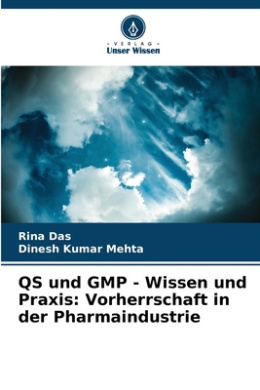 • VERLAG •
Unser Wissen
Rina Das
Dinesh Kumar Mehta
QS und GMP - Wissen und
Praxis: Vorherrschaft in
der Pharmaindustrie